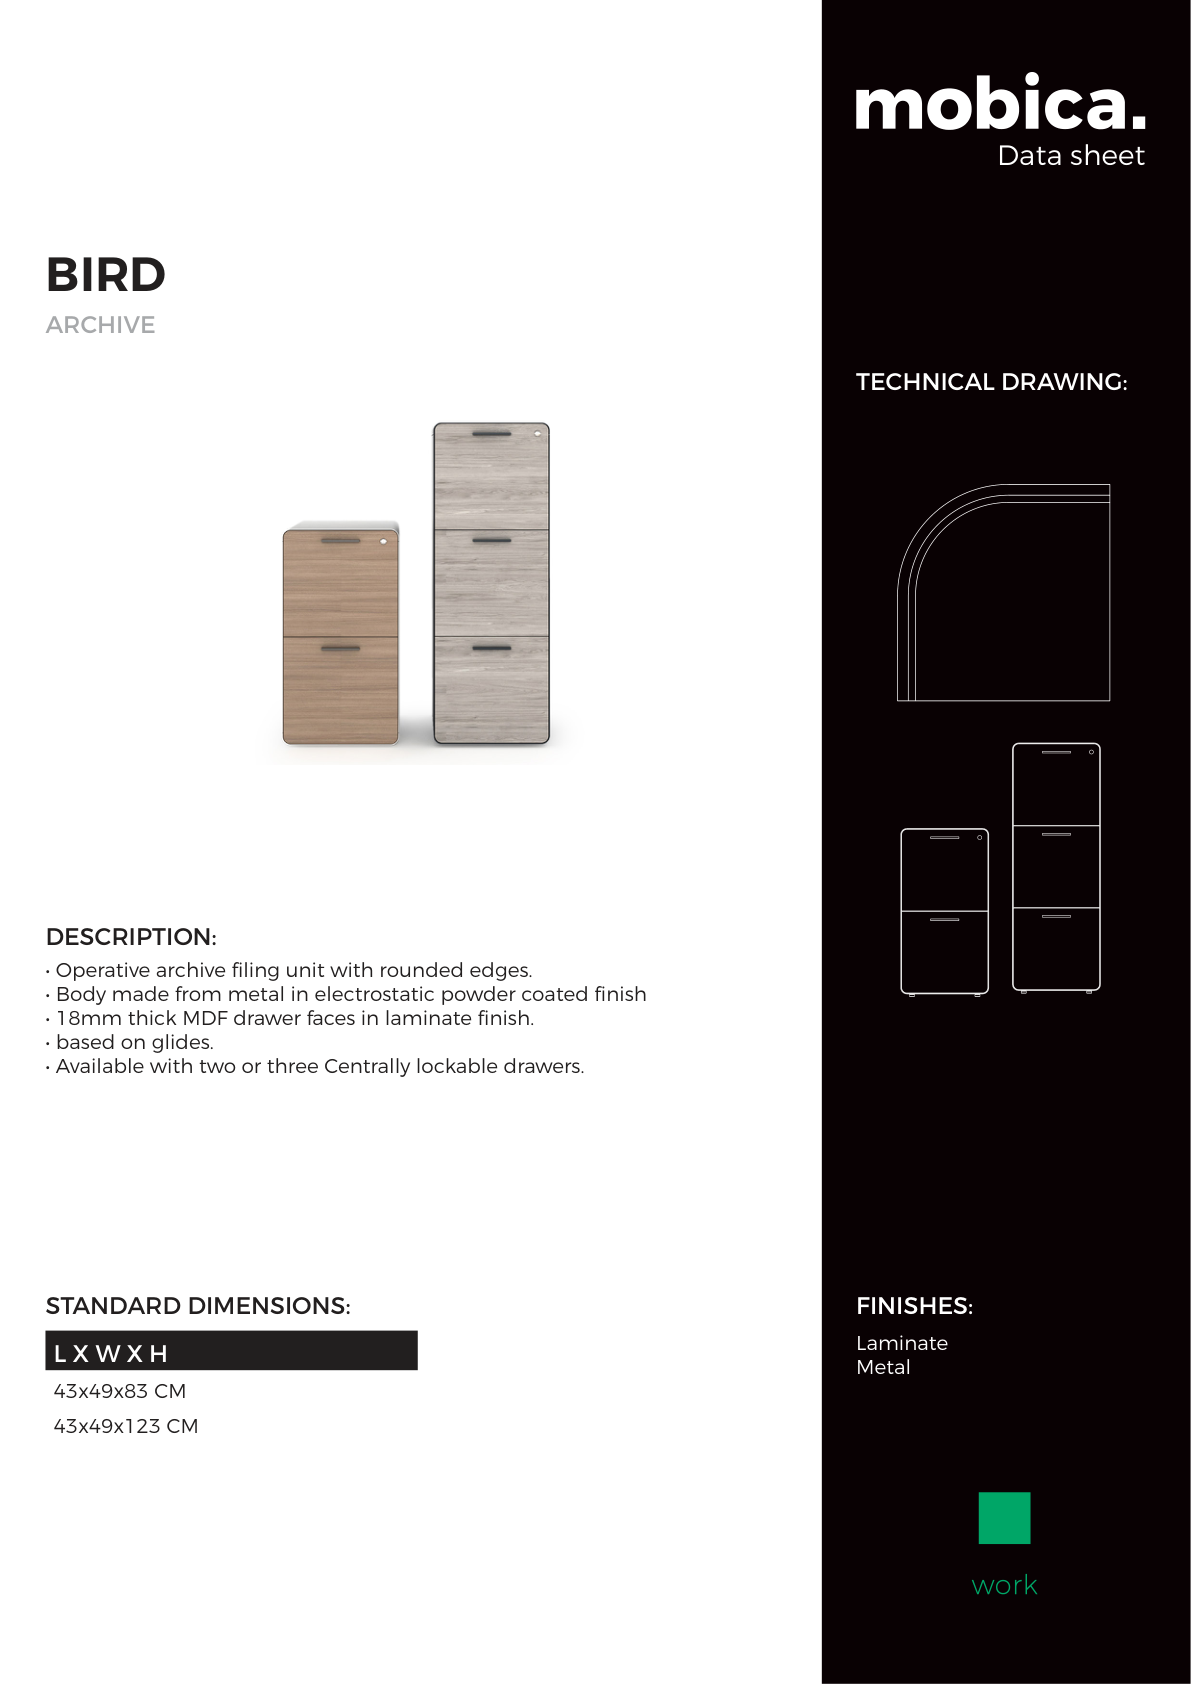 mobica.
Data sheet
BIRD
ARCHIVE
TECHNICAL DRAWING:
DESCRIPTION:
• Operative archive filing unit with rounded edges.
• Body made from metal in electrostatic powder coated finish
• 18mm thick MDF drawer faces in laminate finish.
• based on glides.
• Available with two or three Centrally lockable drawers.
STANDARD DIMENSIONS:
L X W X H
43x49x83 CM
43x49x123 CM
FINISHES:
Laminate
Metal
work